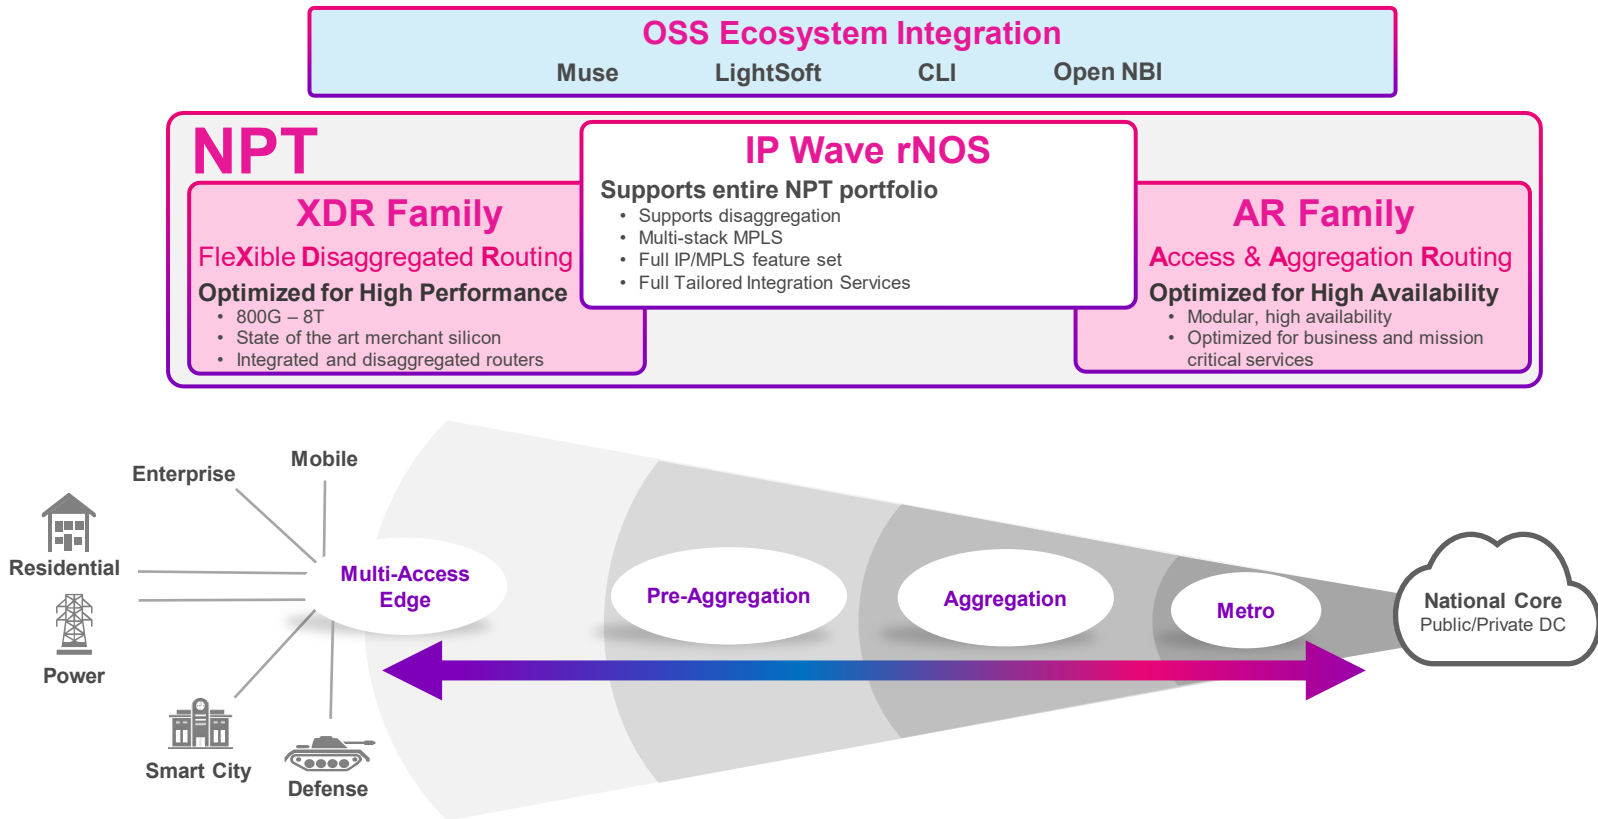 OSS Ecosystem Integration
Muse LightSoft CLI Open NBI
NPT
IP Wave rNOS
Supports entire NPT portfolio
• Supports disaggregation
• Multi-stack MPLS
• Full IP/MPLS feature set
• Full Tailored Integration Services
XDR Family
FleXible Disaggregated Routing
Optimized for High Performance
• 800G – 8T
• State of the art merchant silicon
• Integrated and disaggregated routers
AR Family
Access & Aggregation Routing
Optimized for High Availability
• Modular, high availability
• Optimized for business and mission
critical services
Mobile
Enterprise
Residential
Power
Smart City
Defense
Multi-Access
Edge
Pre-Aggregation
Aggregation
Metro
National Core
Public/Private DC